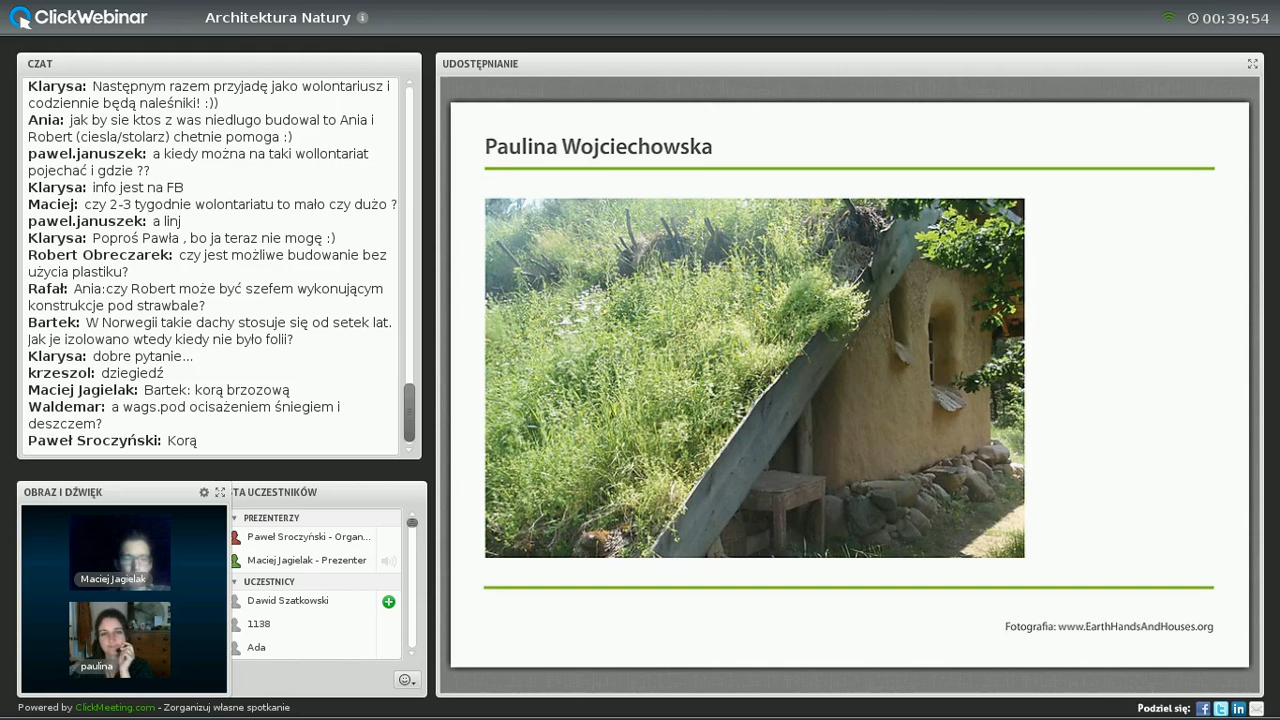 ClickWebinar
Architektura Natury
00:39:54
CZAT
Klarysa: Następnym razem przyjadę jako wolontariusz i
codziennie będą naleśniki! :))
Ania: jak by sie ktos z was niedlugo budowal to Ania i
Robert (ciesla/stolarz) chetnie pomoga :)
pawel.januszek: a kiedy można na taki wollontariat
pojechać i gdzie ??
Klarysa: info jest na FB
Maciej: czy 2-3 tygodnie wolontariatu to mało czy dużo ?
pawel.januszek: a linj
Klarysa: Poproś Pawła , bo ja teraz nie mogę :)
Robert Obreczarek: czy jest możliwe budowanie bez
użycia plastiku?
Rafał: Ania:czy Robert może być szefem wykonującym
konstrukcje pod strawbale?
Bartek: W Norwegii takie dachy stosuje się od setek lat.
Jak je izolowano wtedy kiedy nie było folii?
Klarysa: dobre pytanie...
krzeszol: dziegiedź
Maciej Jagielak: Bartek: korą brzozową
Waldemar: a wags.pod ocisażeniem śniegiem i
deszczem?
Paweł Sroczyński: Korą
OBRAZ I DŹWIĘK
Maciej Jagielak
paulina
TA UCZESTNIKÓW
PREZENTERZY
Paweł Sroczyński - Organ...
Maciej Jagielak - Prezenter
UCZESTNICY
Dawid Szatkowski
1138
Ada
UDOSTĘPNIANIE
Paulina Wojciechowska
Fotografia: www.EarthHandsAndHouses.org
Powered by ClickMeeting.com - Zorganizuj własne spotkanie
Podziel się: